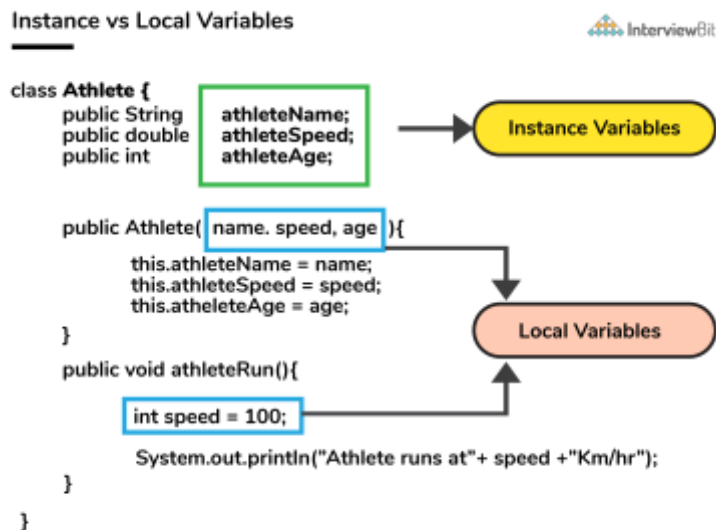 Instance vs Local Variables
InterviewBit
class Athlete {
public String athleteName;
public double athleteSpeed;
public int athleteAge;
Instance Variables
public Athlete( name. speed, age ){
this.athleteName = name;
this.athleteSpeed = speed;
this.atheleteAge = age;
}
Local Variables
public void athleteRun(){
int speed = 100;
System.out.println("Athlete runs at"+ speed +"Km/hr");
}
}